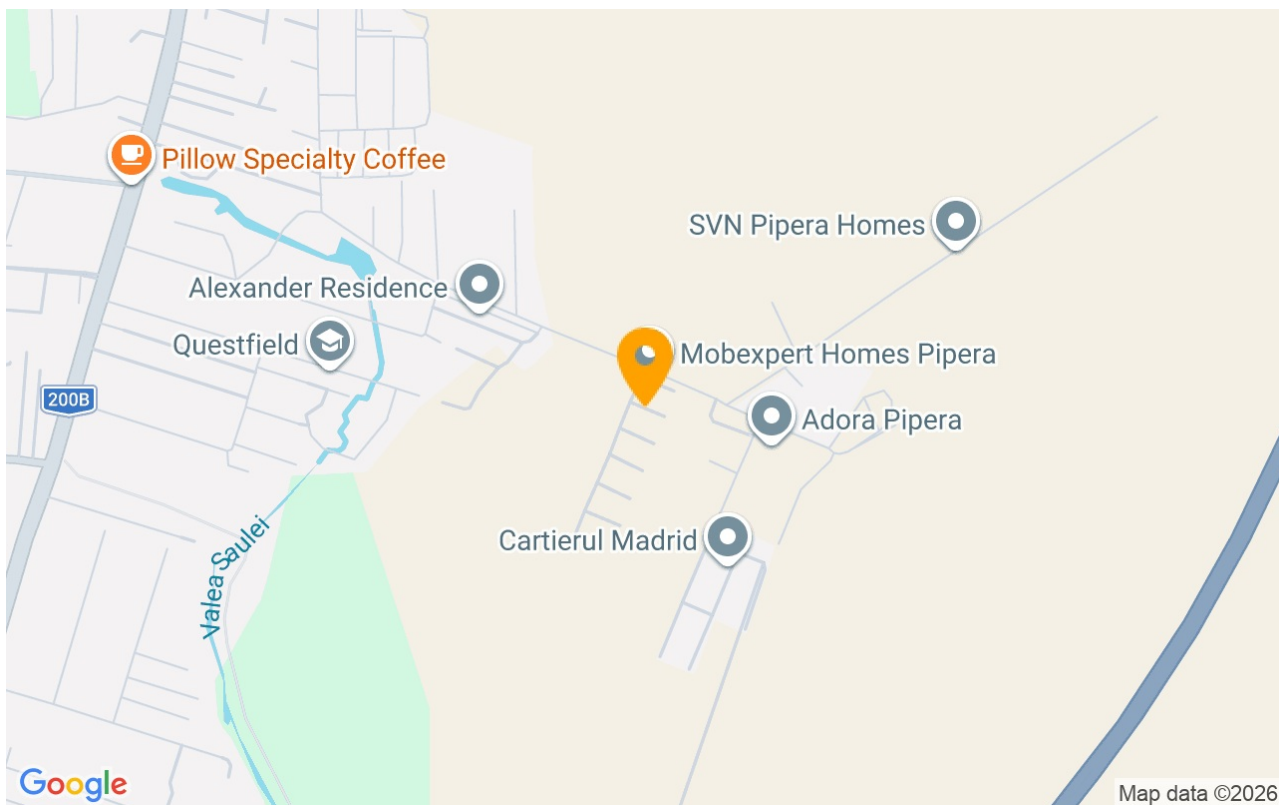 Pillow Specialty Coffee
SVN Pipera Homes
Alexander Residence
Questfield
Mobexpert Homes Pipera
200B
Adora Pipera
Cartierul Madrid
Valea Saulei
Google
Map data ©2026